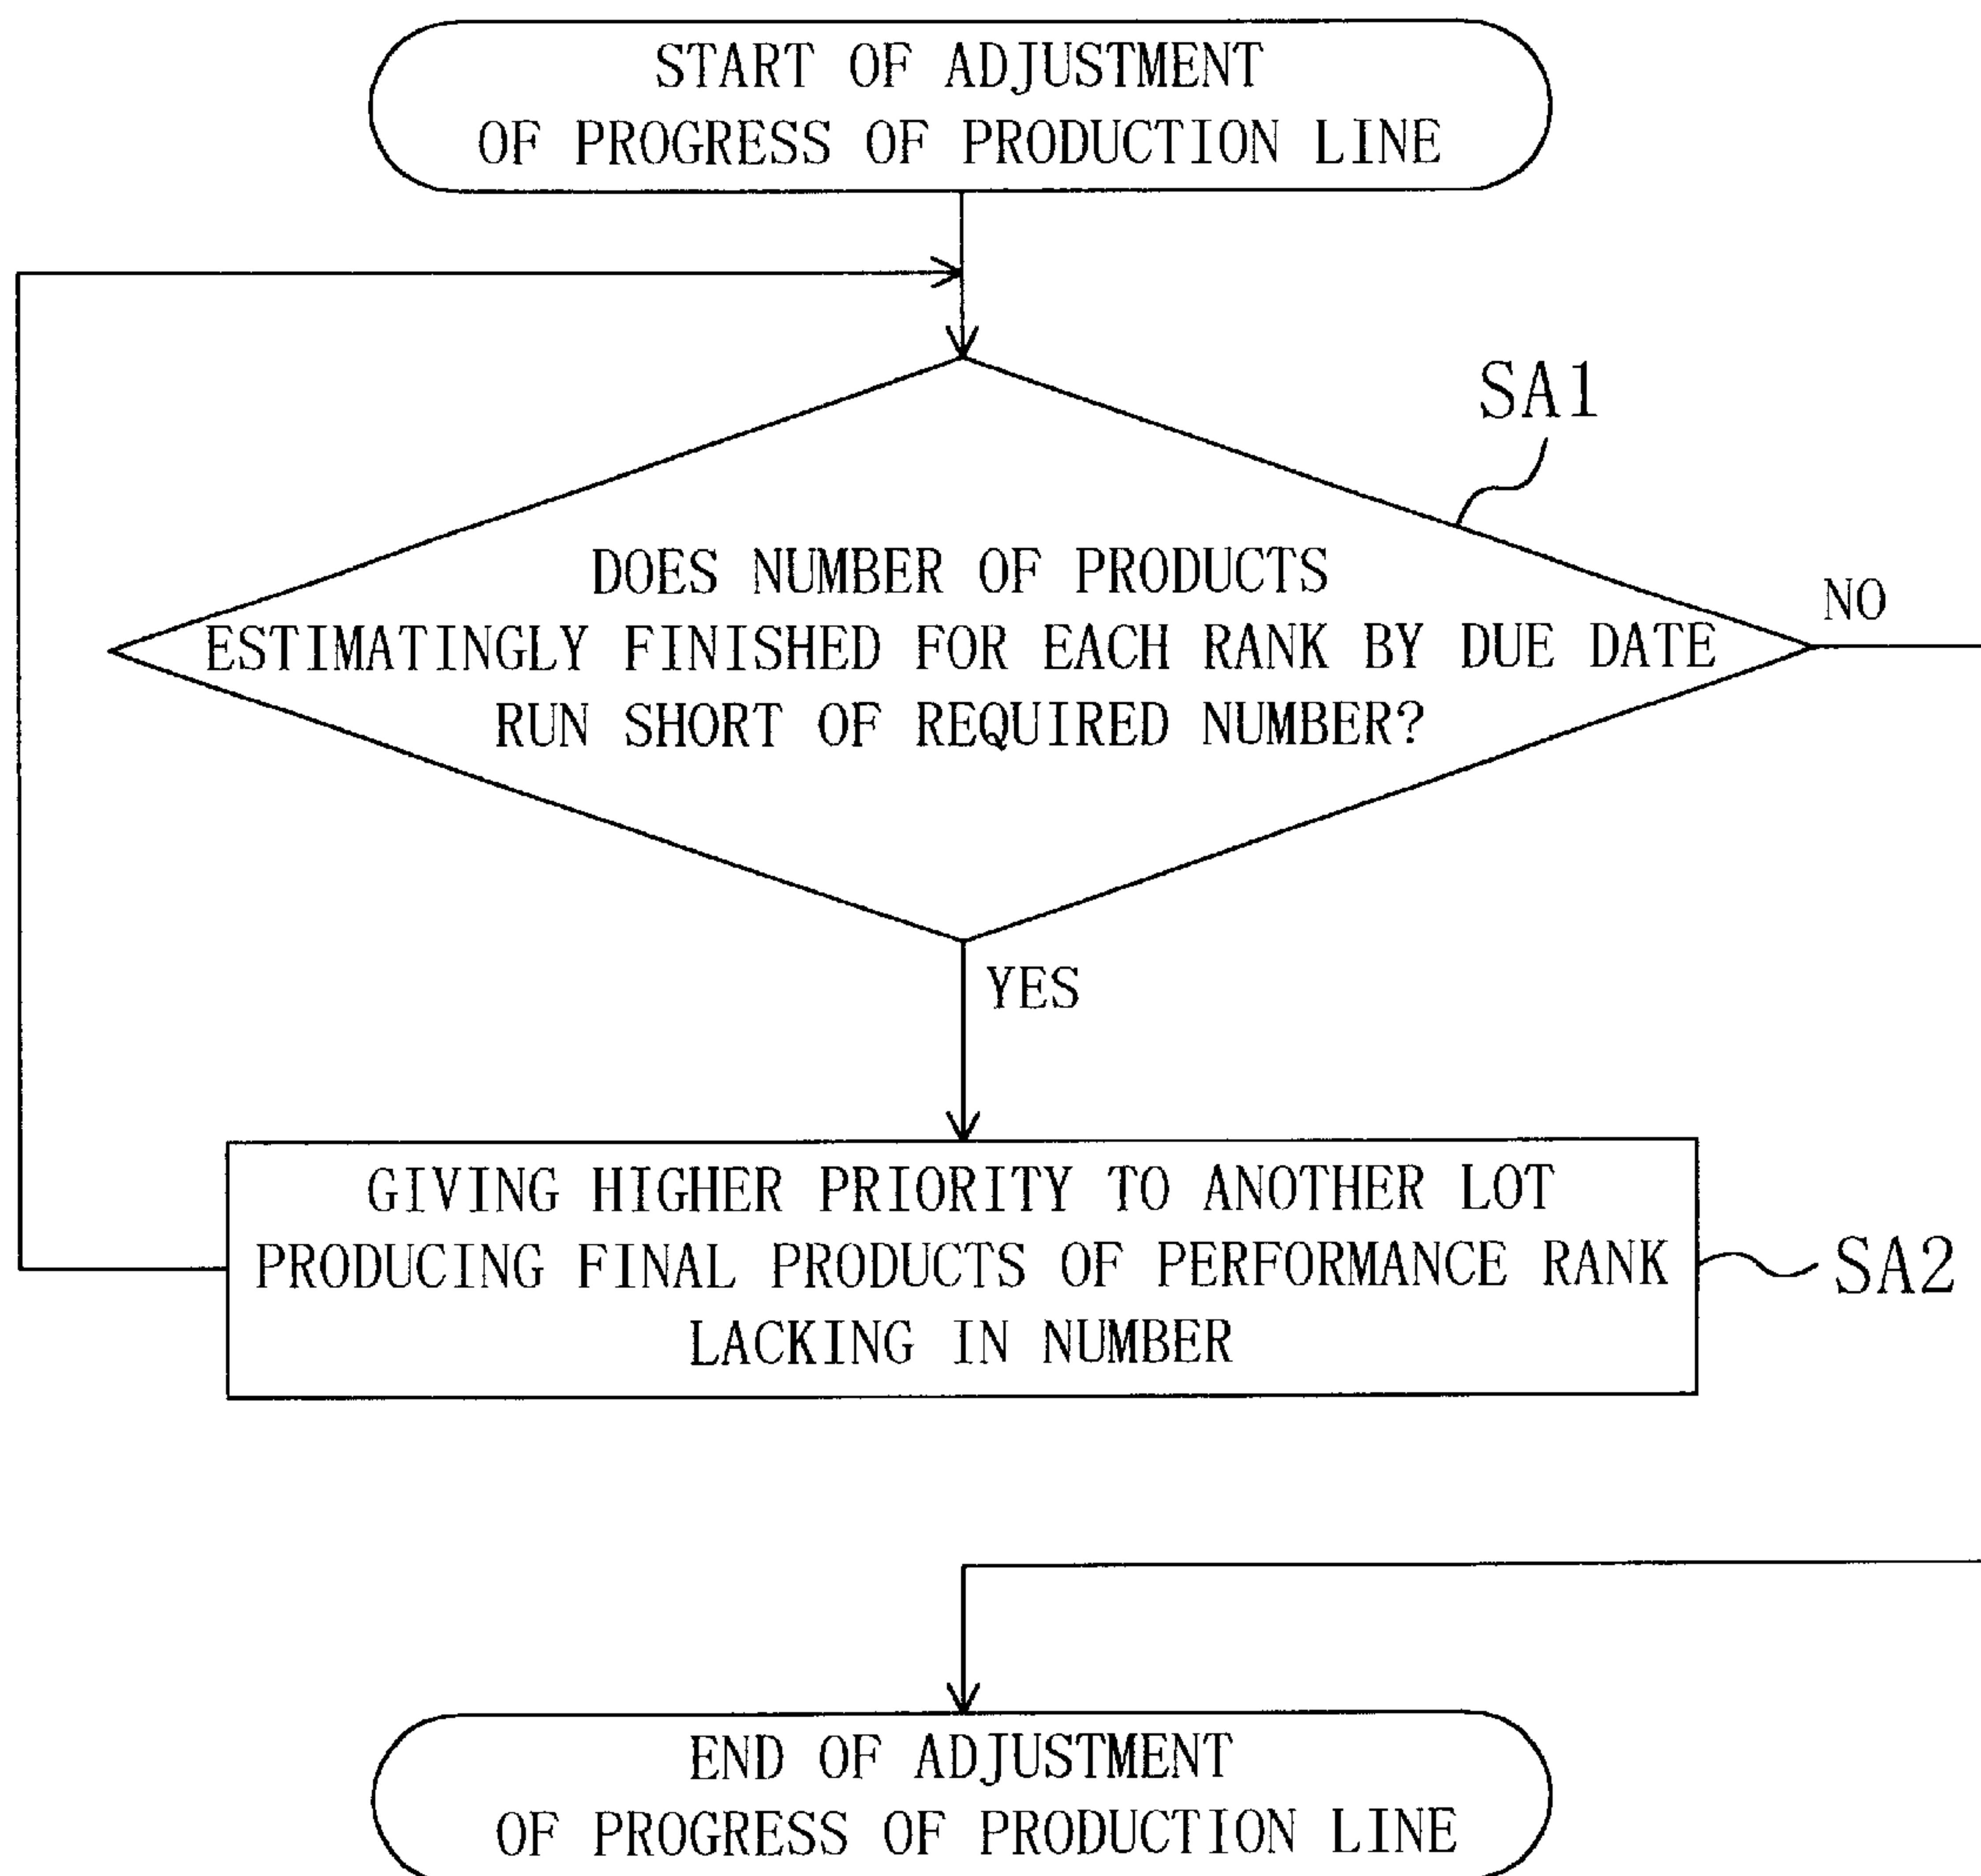 START OF ADJUSTMENT
OF PROGRESS OF PRODUCTION LINE
SA1
DOES NUMBER OF PRODUCTS
ESTIMATINGLY FINISHED FOR EACH RANK BY DUE DATE
RUN SHORT OF REQUIRED NUMBER?
NO
YES
GIVING HIGHER PRIORITY TO ANOTHER LOT
PRODUCING FINAL PRODUCTS OF PERFORMANCE RANK
LACKING IN NUMBER
SA2
END OF ADJUSTMENT
OF PROGRESS OF PRODUCTION LINE